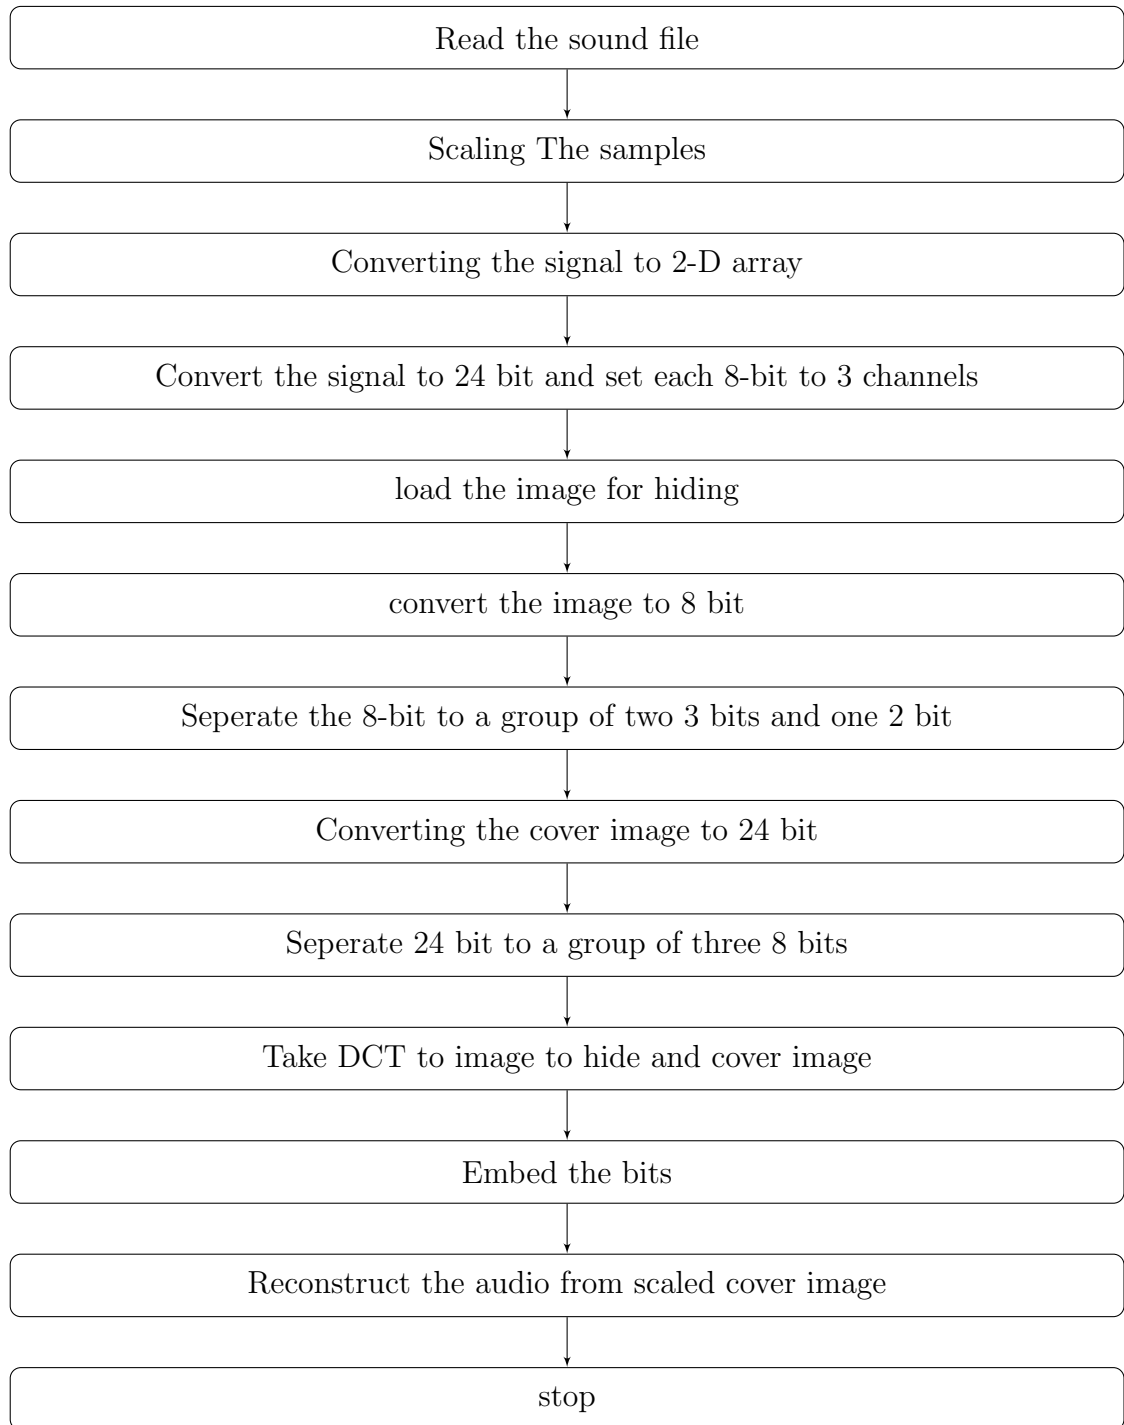 Read the sound file
Scaling The samples
Converting the signal to 2-D array
Convert the signal to 24 bit and set each 8-bit to 3 channels
load the image for hiding
convert the image to 8 bit
Seperate the 8-bit to a group of two 3 bits and one 2 bit
Converting the cover image to 24 bit
Seperate 24 bit to a group of three 8 bits
Take DCT to image to hide and cover image
Embed the bits
Reconstruct the audio from scaled cover image
stop